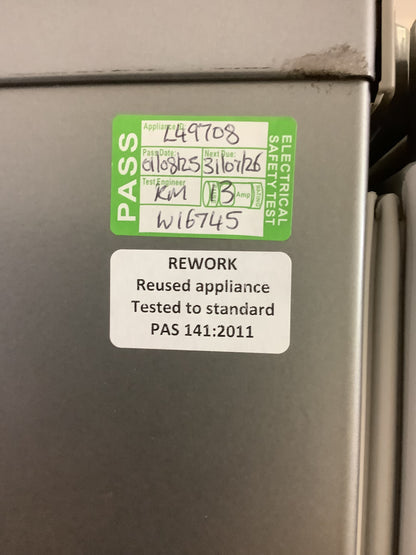 PASS
ELECTRICAL
SAFETY TEST
Appliance ID
L49708
Pass Date: Next Due:
01/08/25 31/07/26
Test Engineer
KM 13 Amp
W16745
REWORK
Reused appliance
Tested to standard
PAS 141:2011